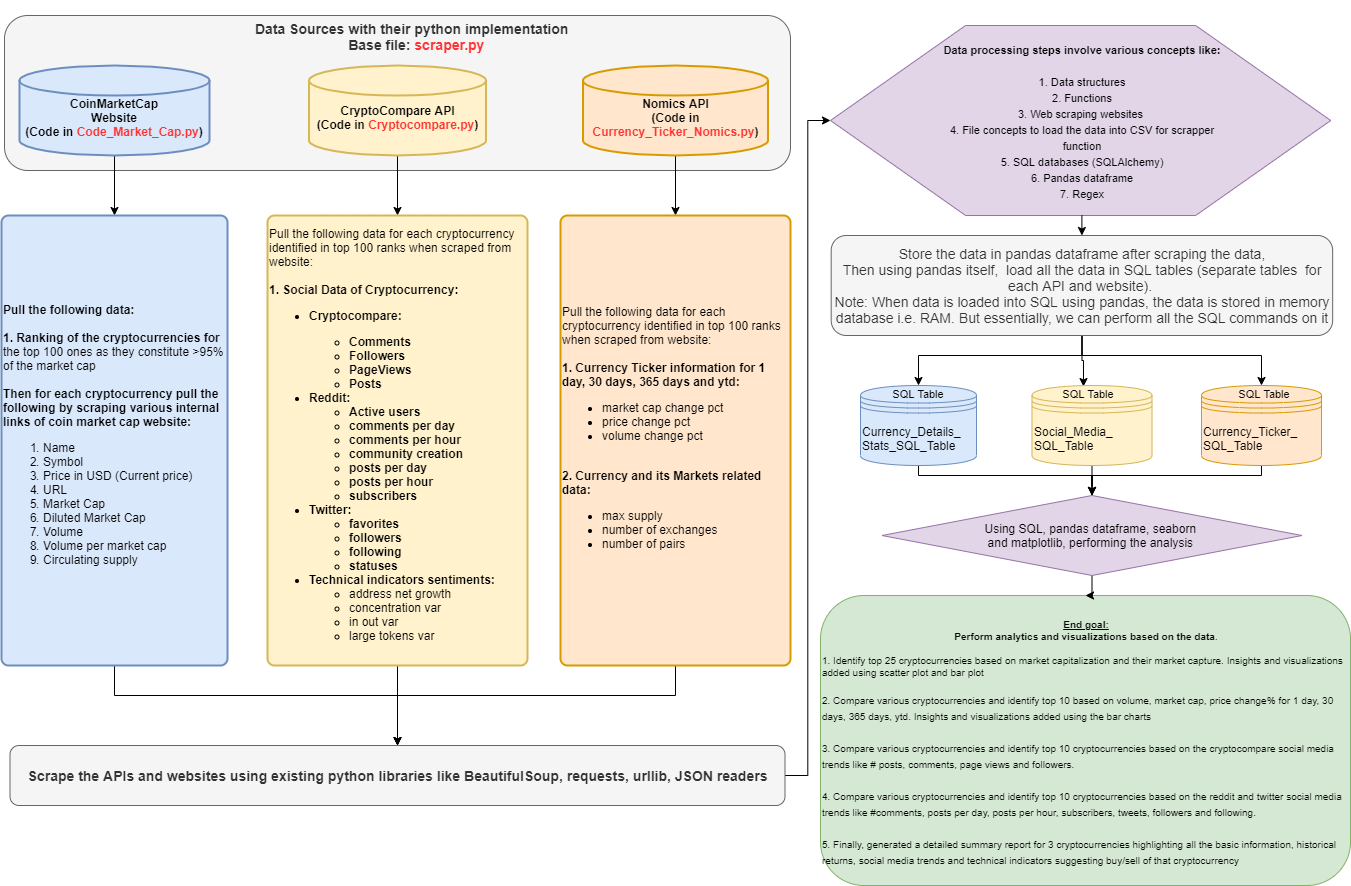 Data Sources with their python implementation
Base file: scraper.py
CoinMarketCap
Website
(Code in Code_Market_Cap.py)
CryptoCompare API
(Code in Cryptocompare.py)
Nomics API
(Code in
Currency_Ticker_Nomics.py)
Pull the following data:
1. Ranking of the cryptocurrencies for
the top 100 ones as they constitute >95%
of the market cap
Then for each cryptocurrency pull the
following by scraping various internal
links of coin market cap website:
1. Name
2. Symbol
3. Price in USD (Current price)
4. URL
5. Market Cap
6. Diluted Market Cap
7. Volume
8. Volume per market cap
9. Circulating supply
Pull the following data for each cryptocurrency
identified in top 100 ranks when scraped from
website:
1. Social Data of Cryptocurrency:
Cryptocompare:
Comments
Followers
PageViews
Posts
Reddit:
Active users
comments per day
comments per hour
community creation
posts per day
posts per hour
subscribers
Twitter:
favorites
followers
following
statuses
Technical indicators sentiments:
address net growth
concentration var
in out var
large tokens var
Pull the following data for each
cryptocurrency identified in top 100 ranks
when scraped from website:
1. Currency Ticker information for 1
day, 30 days, 365 days and ytd:
market cap change pct
price change pct
volume change pct
2. Currency and its Markets related
data:
max supply
number of exchanges
number of pairs
Scrape the APIs and websites using existing python libraries like BeautifulSoup, requests, urllib, JSON readers
Data processing steps involve various concepts like:
1. Data structures
2. Functions
3. Web scraping websites
4. File concepts to load the data into CSV for scrapper
function
5. SQL databases (SQLAlchemy)
6. Pandas dataframe
7. Regex
Store the data in pandas dataframe after scraping the data,
Then using pandas itself, load all the data in SQL tables (separate tables for
each API and website).
Note: When data is loaded into SQL using pandas, the data is stored in memory
database i.e. RAM. But essentially, we can perform all the SQL commands on it
SQL Table
Currency_Details_
Stats_SQL_Table
SQL Table
Social_Media_
SQL_Table
SQL Table
Currency_Ticker_
SQL_Table
Using SQL, pandas dataframe, seaborn
and matplotlib, performing the analysis
End goal:
Perform analytics and visualizations based on the data.
1. Identify top 25 cryptocurrencies based on market capitalization and their market capture. Insights and visualizations
added using scatter plot and bar plot
2. Compare various cryptocurrencies and identify top 10 based on volume, market cap, price change% for 1 day, 30
days, 365 days, ytd. Insights and visualizations added using the bar charts
3. Compare various cryptocurrencies and identify top 10 cryptocurrencies based on the cryptocompare social media
trends like # posts, comments, page views and followers.
4. Compare various cryptocurrencies and identify top 10 cryptocurrencies based on the reddit and twitter social media
trends like #comments, posts per day, posts per hour, subscribers, tweets, followers and following.
5. Finally, generated a detailed summary report for 3 cryptocurrencies highlighting all the basic information, historical
returns, social media trends and technical indicators suggesting buy/sell of that cryptocurrency